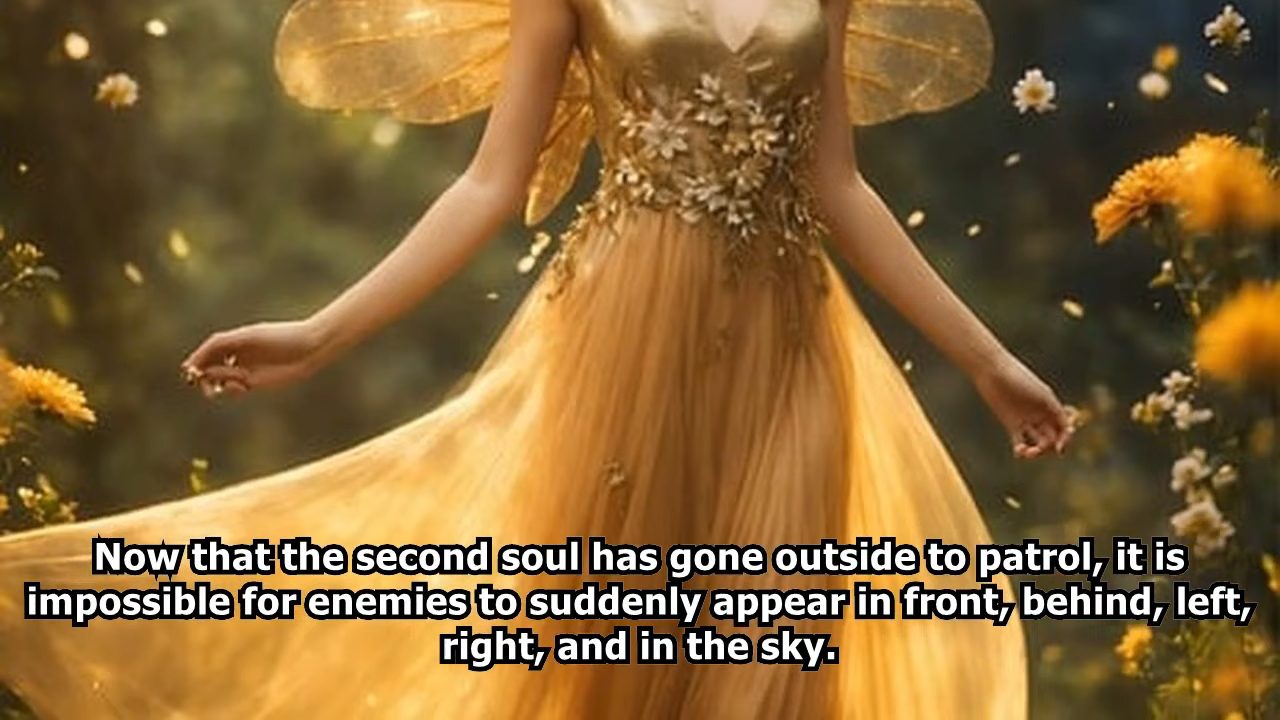 Now that the second soul has gone outside to patrol, it is
impossible for enemies to suddenly appear in front, behind, left,
right, and in the sky.